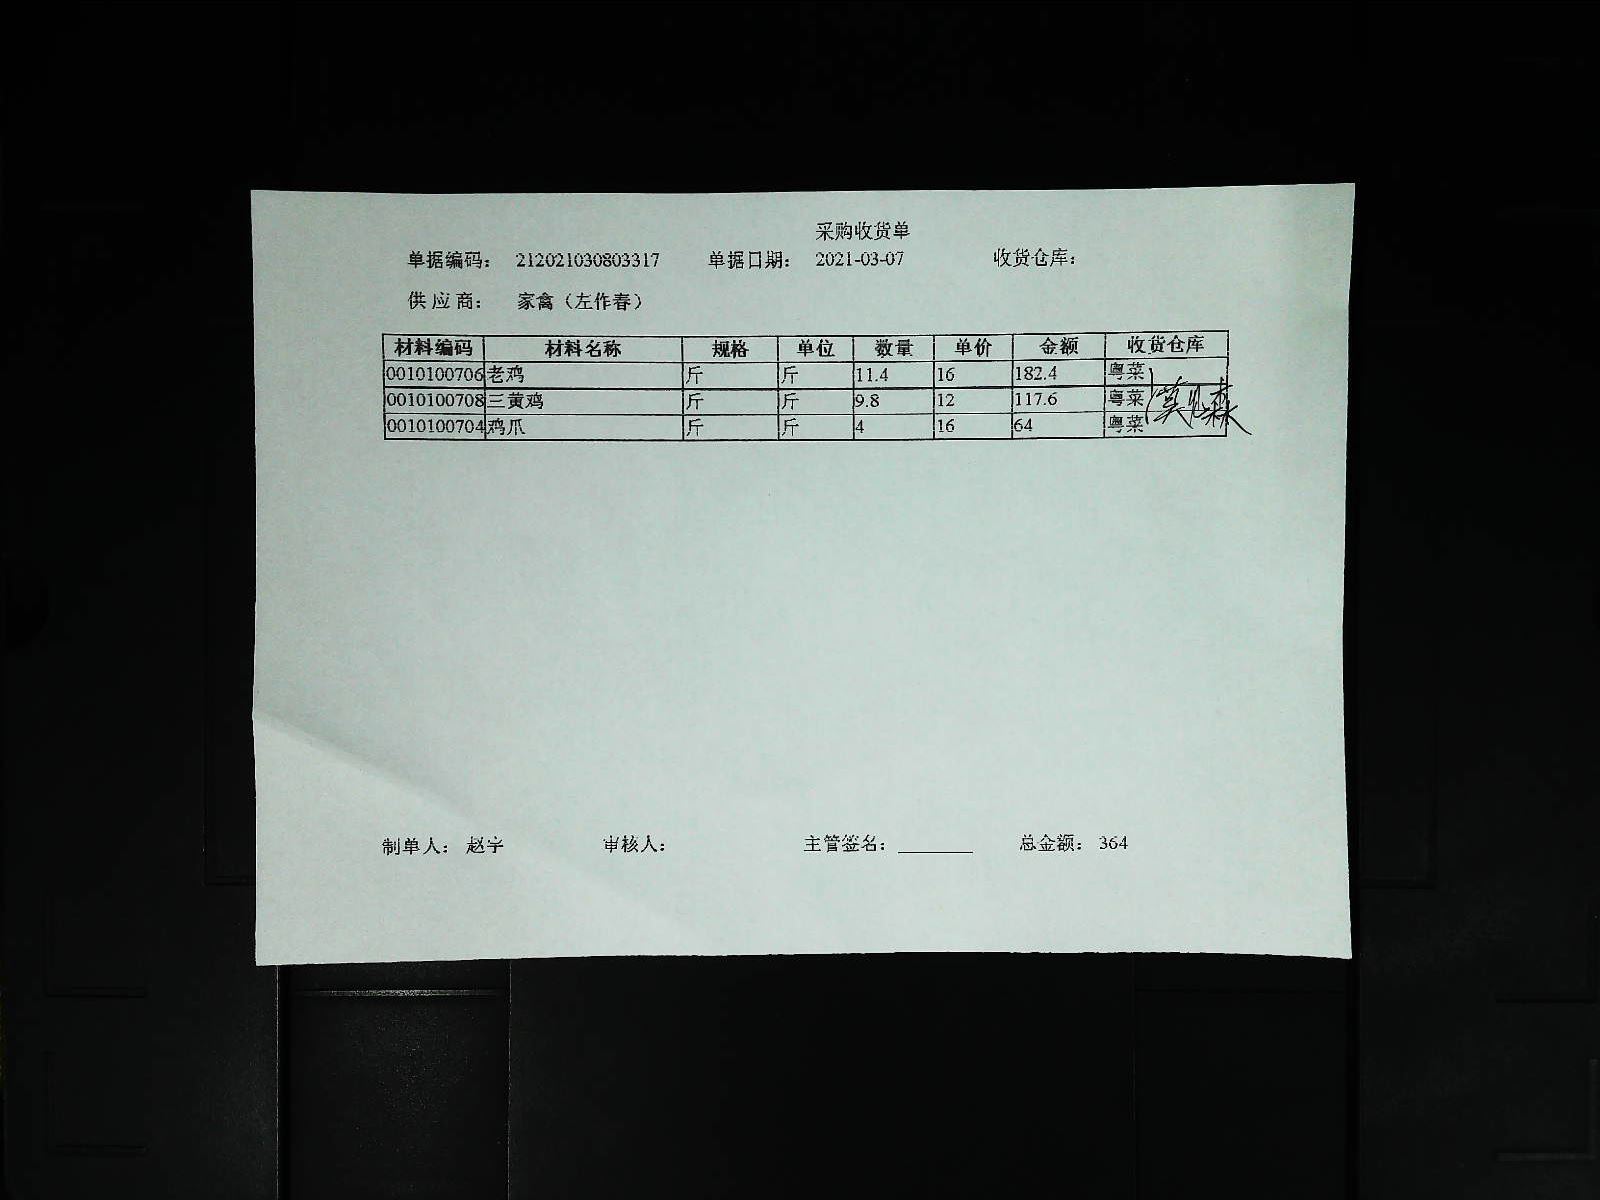 采购收货单
单据编码： 212021030803317 单据日期： 2021-03-07 收货仓库：
供应商： 家禽（左作春）
材料编码 材料名称 规格 单位 数量 单价 金额 收货仓库
0010100706 老鸡 斤 斤 11.4 16 182.4 粤菜
0010100708 三黄鸡 斤 斤 9.8 12 117.6 粤菜
0010100704 鸡爪 斤 斤 4 16 64 粤菜
制单人： 赵宇 审核人： 主管签名： 总金额： 364